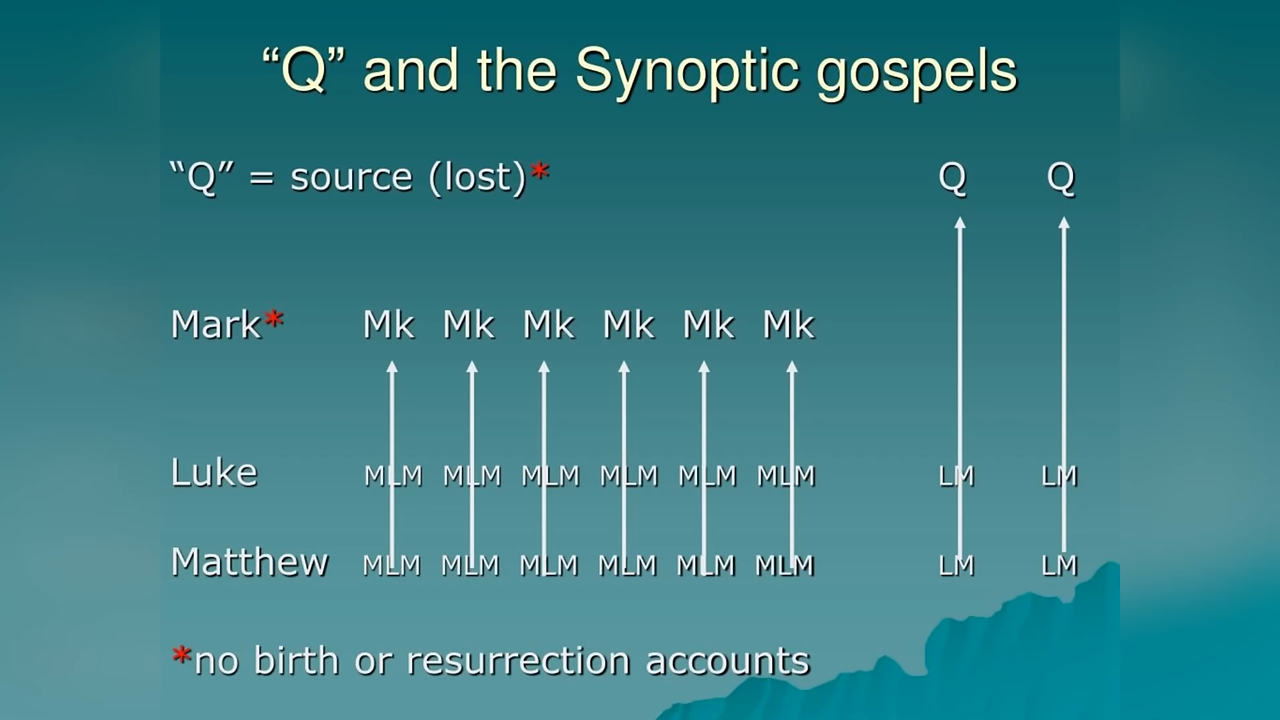 “Q” and the Synoptic gospels
“Q” = source (lost)* Q Q
Mark* Mk Mk Mk Mk Mk Mk
Luke MLM MLM MLM MLM MLM MLM LM LM
Matthew MLM MLM MLM MLM MLM MLM LM LM
*no birth or resurrection accounts